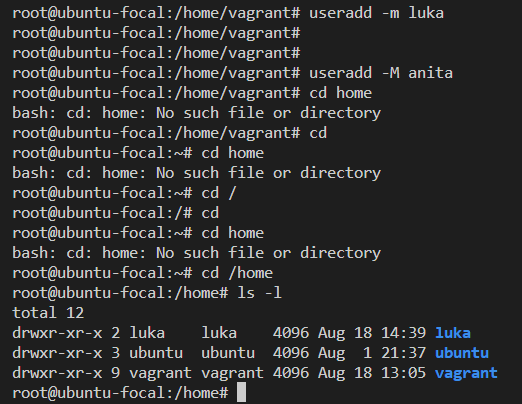 root@ubuntu-focal:/home/vagrant# useradd -m luka
root@ubuntu-focal:/home/vagrant#
root@ubuntu-focal:/home/vagrant#
root@ubuntu-focal:/home/vagrant# useradd -M anita
root@ubuntu-focal:/home/vagrant# cd home
bash: cd: home: No such file or directory
root@ubuntu-focal:/home/vagrant# cd
root@ubuntu-focal:~# cd home
bash: cd: home: No such file or directory
root@ubuntu-focal:~# cd /
root@ubuntu-focal:/# cd
root@ubuntu-focal:~# cd home
bash: cd: home: No such file or directory
root@ubuntu-focal:~# cd /home
root@ubuntu-focal:/home# ls -l
total 12
drwxr-xr-x 2 luka    luka    4096 Aug 18 14:39 luka
drwxr-xr-x 3 ubuntu  ubuntu  4096 Aug  1 21:37 ubuntu
drwxr-xr-x 9 vagrant vagrant 4096 Aug 18 13:05 vagrant
root@ubuntu-focal:/home#